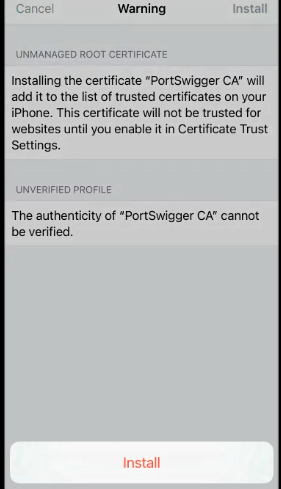 Cancel Warning Install
UNMANAGED ROOT CERTIFICATE
Installing the certificate “PortSwigger CA” will
add it to the list of trusted certificates on your
iPhone. This certificate will not be trusted for
websites until you enable it in Certificate Trust
Settings.
UNVERIFIED PROFILE
The authenticity of “PortSwigger CA” cannot
be verified.
Install